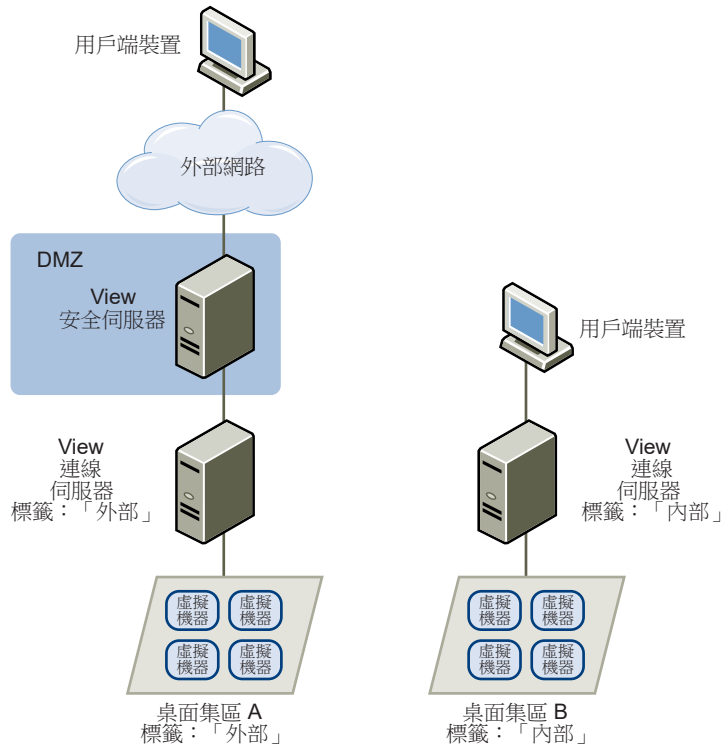 用戶端裝置
外部網路
DMZ
View
安全伺服器
用戶端裝置
View
連線
伺服器
標籤：「外部」
View
連線
伺服器
標籤：「內部」
虛擬
機器
虛擬
機器
虛擬
機器
虛擬
機器
虛擬
機器
虛擬
機器
虛擬
機器
虛擬
機器
桌面集區 A
標籤：「外部」
桌面集區 B
標籤：「內部」